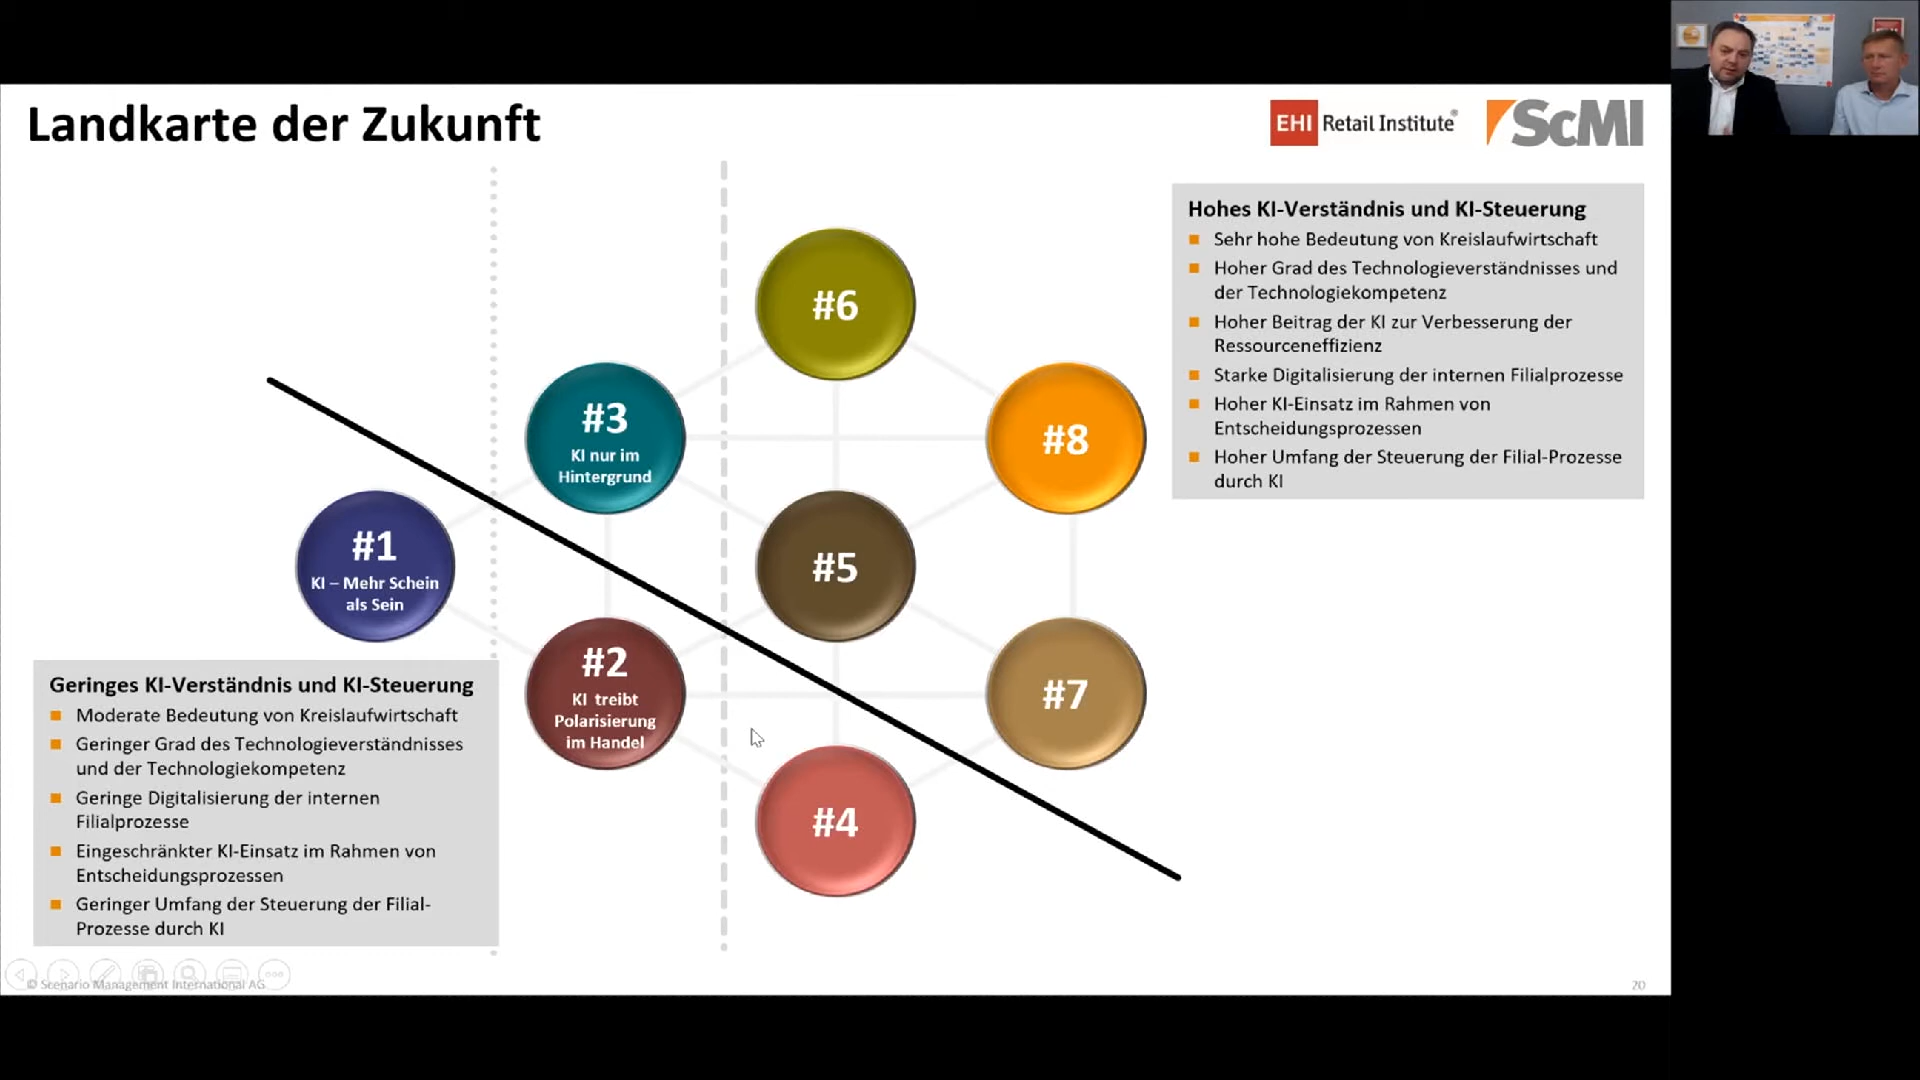 Landkarte der Zukunft
EHI Retail Institute®
ScMI
Hohes KI-Verständnis und KI-Steuerung
Sehr hohe Bedeutung von Kreislaufwirtschaft
Hoher Grad des Technologieverständnisses und
der Technologiekompetenz
Hoher Beitrag der KI zur Verbesserung der
Ressourceneffizienz
Starke Digitalisierung der internen Filialprozesse
Hoher KI-Einsatz im Rahmen von
Entscheidungsprozessen
Hoher Umfang der Steuerung der Filial-Prozesse
durch KI
#6
#3
KI nur im
Hintergrund
#8
#1
KI – Mehr Schein
als Sein
#5
#2
KI treibt
Polarisierung
im Handel
#7
#4
Geringes KI-Verständnis und KI-Steuerung
Moderate Bedeutung von Kreislaufwirtschaft
Geringer Grad des Technologieverständnisses
und der Technologiekompetenz
Geringe Digitalisierung der internen
Filialprozesse
Eingeschränkter KI-Einsatz im Rahmen von
Entscheidungsprozessen
Geringer Umfang der Steuerung der Filial-
Prozesse durch KI
© Scenario Management International AG
20